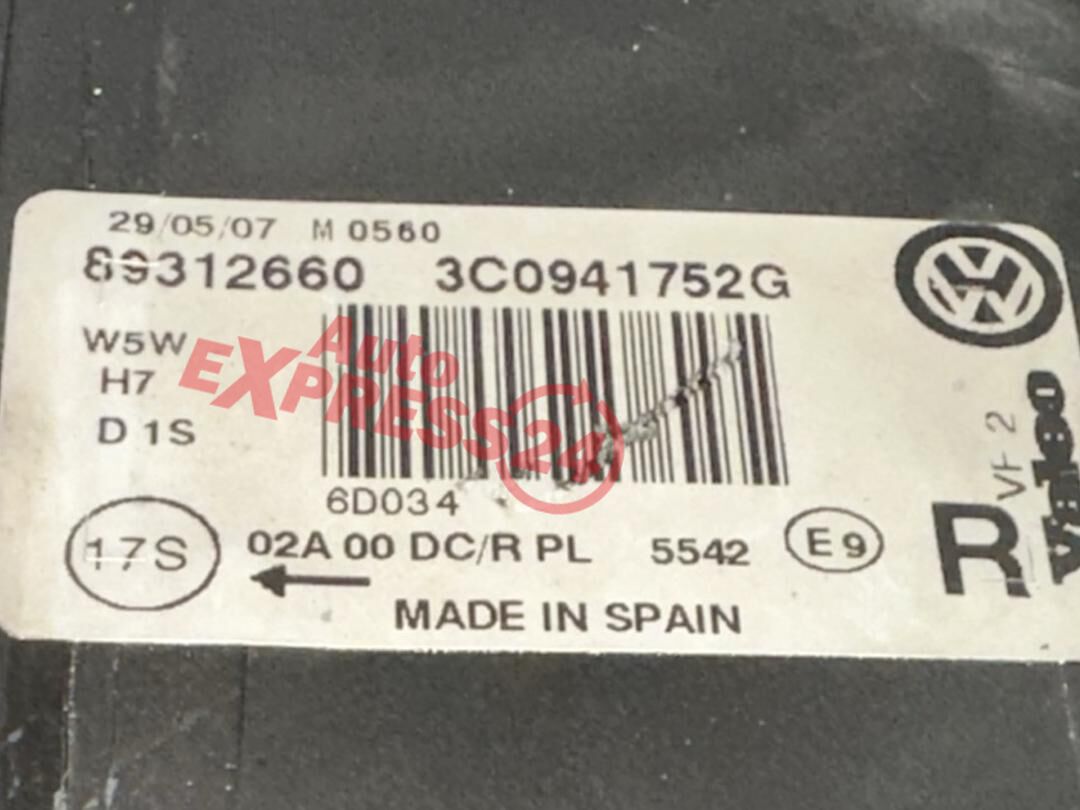 29/05/07 M 0560
89312660 3C0941752G
W5W
H7
D1S
Auto
EXPRESS24
6D034
17S
02A 00 DC/R PL 5542
E9
R
VF 2
Valeo
MADE IN SPAIN